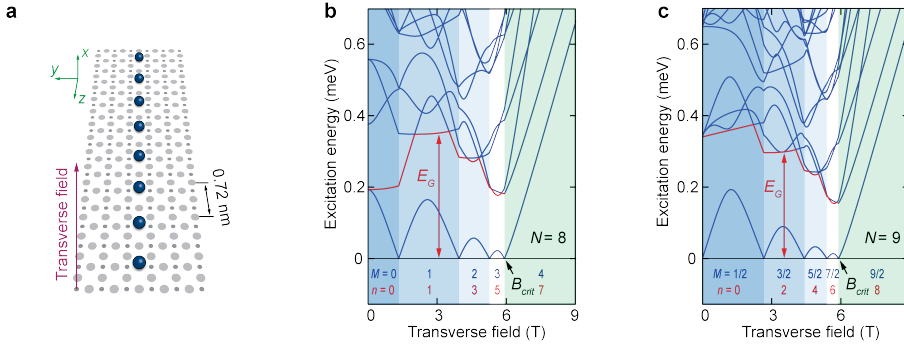 a
x
y
z
Transverse field
0.72 nm
b
Excitation energy (meV)
0.6
0.4
0.2
0
E_G
N = 8
M = 0 1 2 3 4
n = 0 1 3 5 7
B_crit
0 3 6 9
Transverse field (T)
c
Excitation energy (meV)
0.6
0.4
0.2
0
E_G
N = 9
M = 1/2 3/2 5/2 7/2 9/2
n = 0 2 4 6 8
B_crit
0 3 6
Transverse field (T)